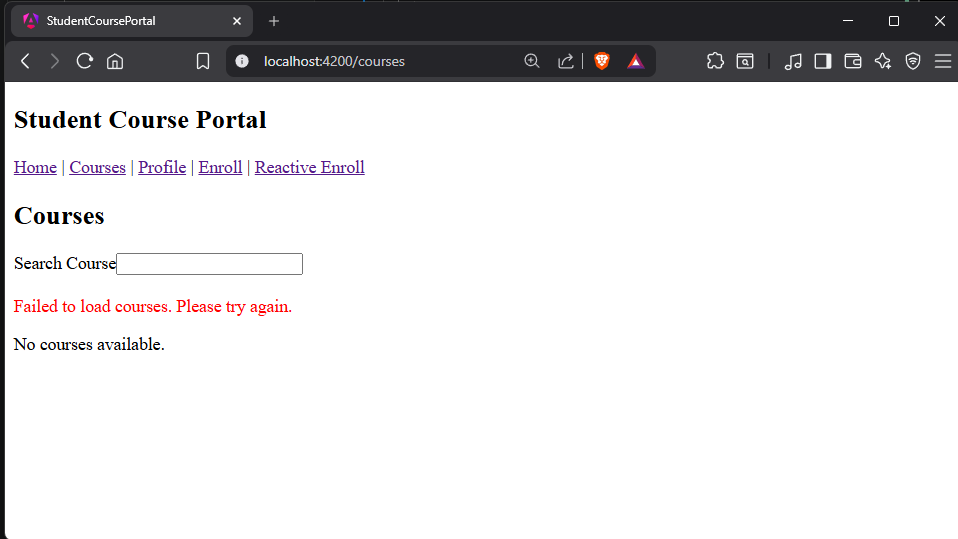 StudentCoursePortal
localhost:4200/courses
Student Course Portal
Home | Courses | Profile | Enroll | Reactive Enroll
Courses
Search Course
Failed to load courses. Please try again.
No courses available.